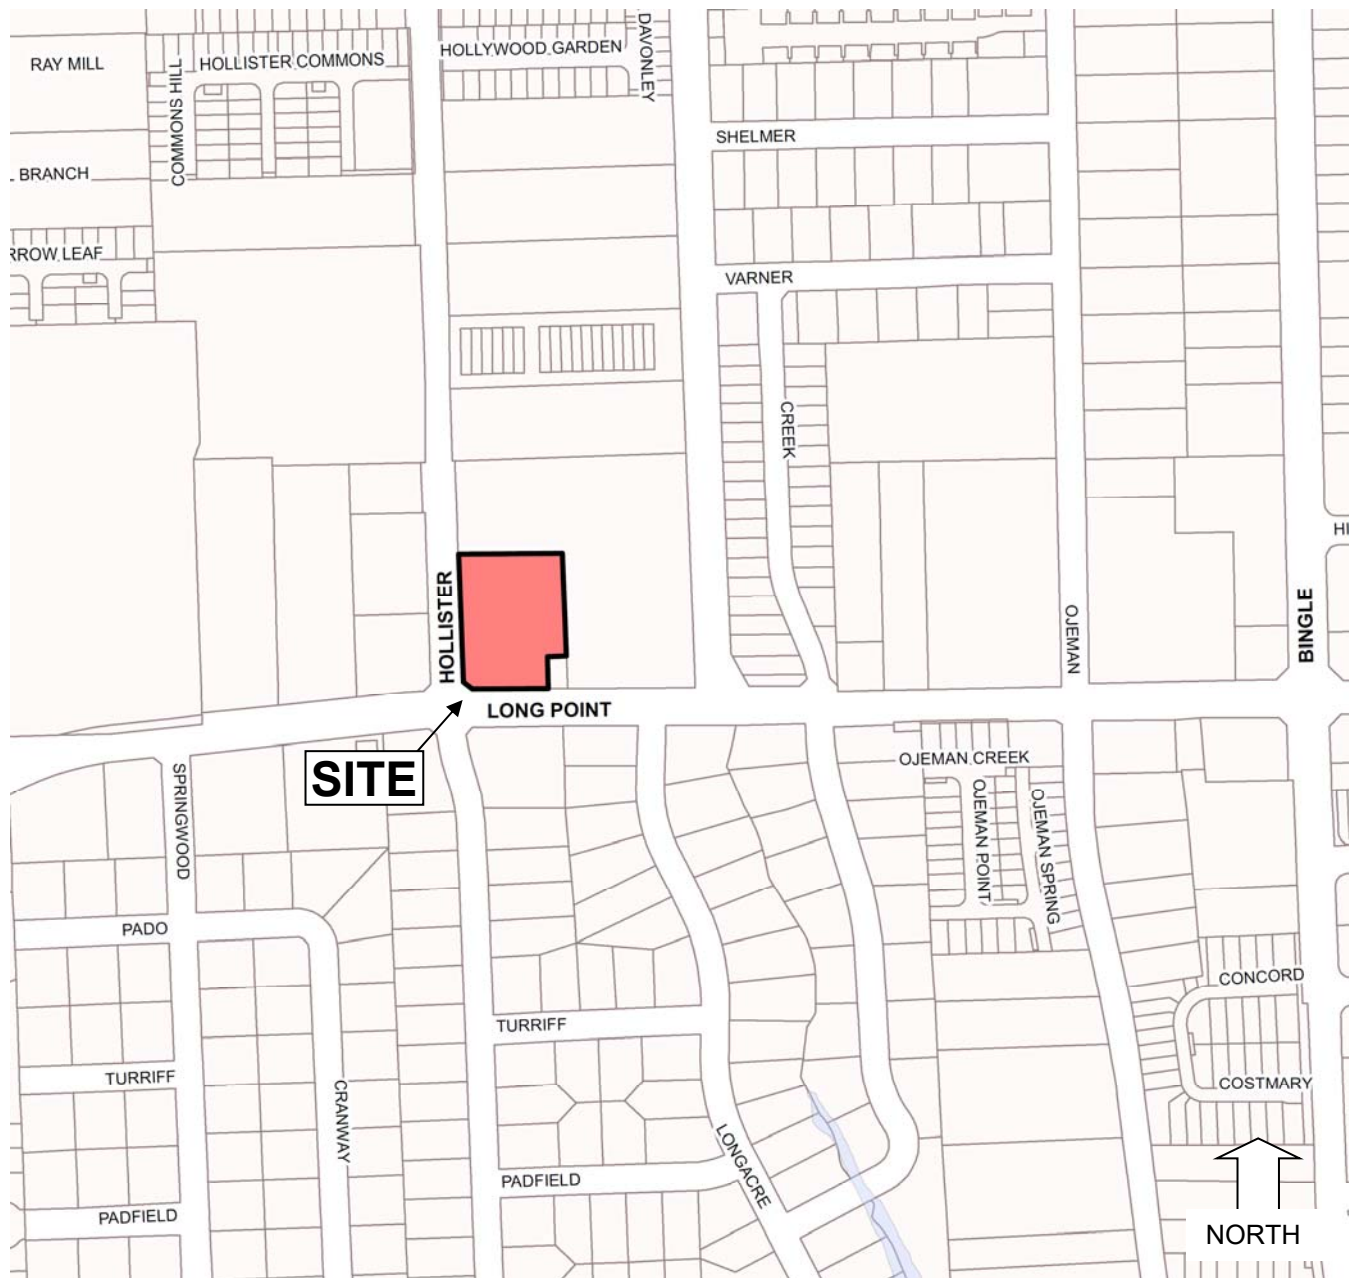 DAVONLEY
HOLLYWOOD GARDEN
RAY MILL
HOLLISTER COMMONS
COMMONS HILL
SHELMER
BRANCH
RROW LEAF
VARNER
CREEK
HI
HOLLISTER
OJEMAN
BINGLE
LONG POINT
SITE
SPRINGWOOD
OJEMAN CREEK
OJEMAN POINT
OJEMAN SPRING
PADO
CONCORD
TURRIFF
TURRIFF
COSTMARY
CRANWAY
LONGACRE
PADFIELD
PADFIELD
NORTH